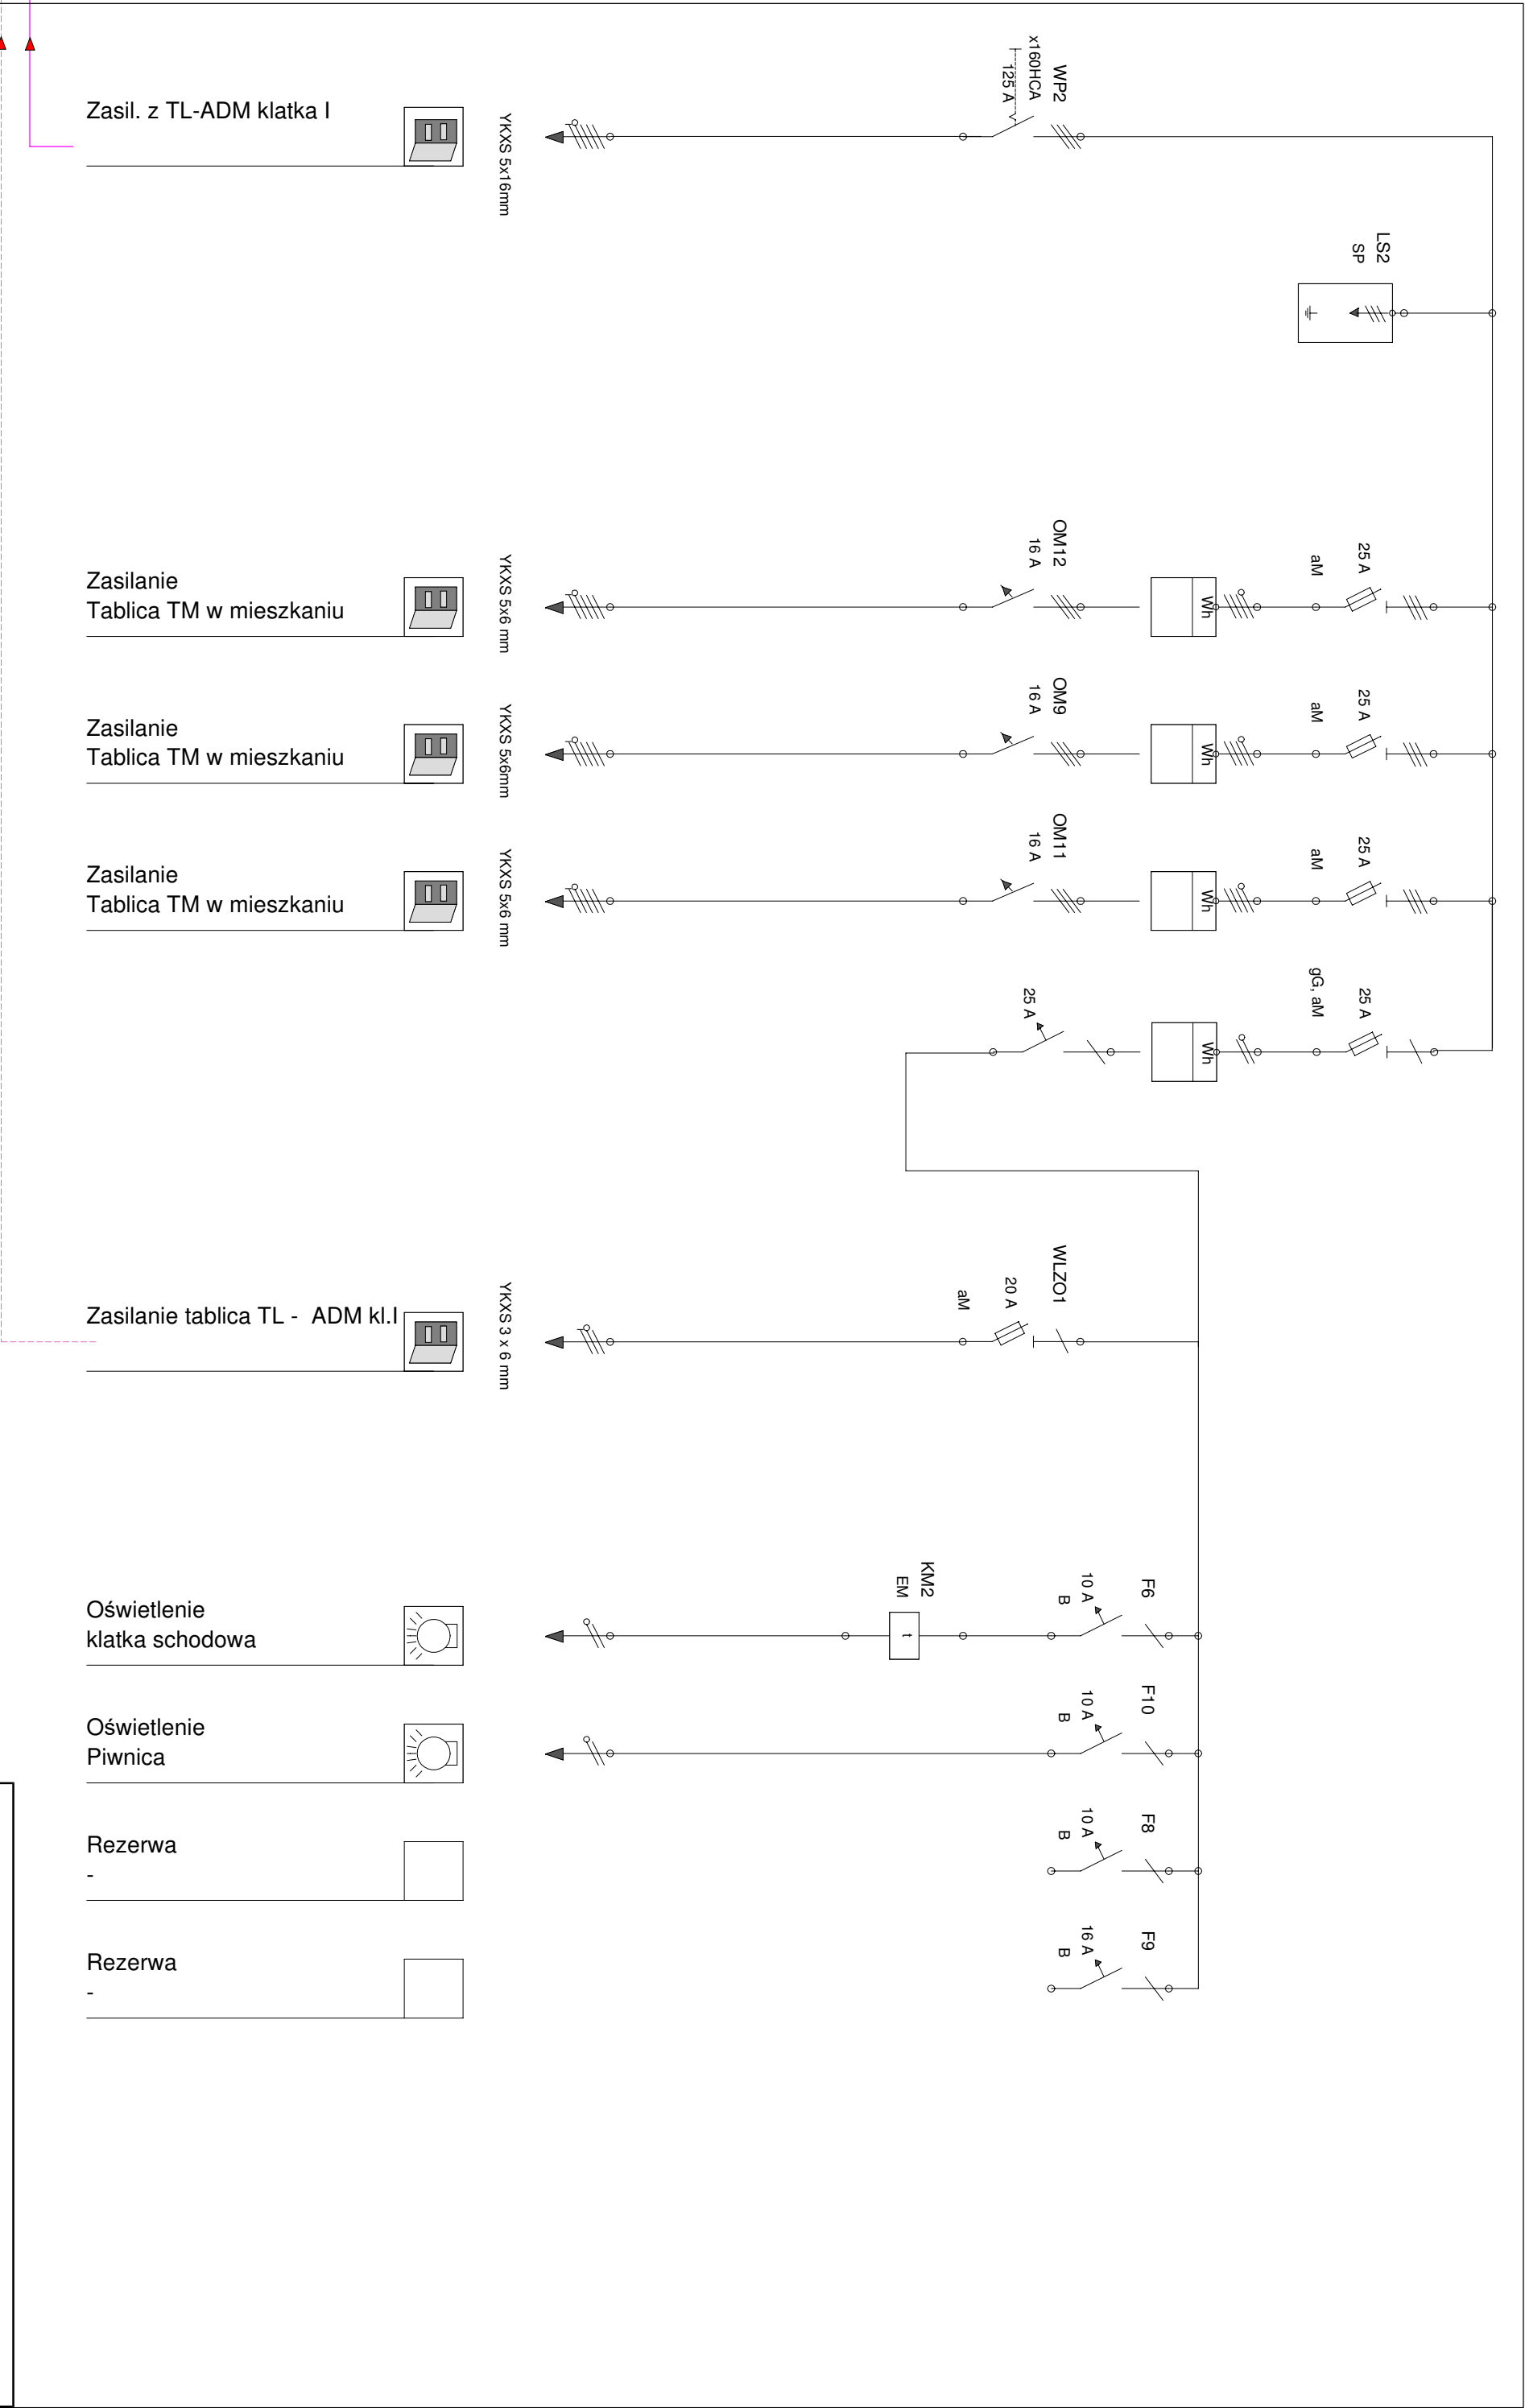 Zasil. z TL-ADM klatka I
YKXS 5x16mm
WP2
x160HCA
125 A
LS2
SP
Zasilanie
Tablica TM w mieszkaniu
YKXS 5x6 mm
OM12
16 A
Wh
aM
25 A
Zasilanie
Tablica TM w mieszkaniu
YKXS 5x6mm
OM9
16 A
Wh
aM
25 A
Zasilanie
Tablica TM w mieszkaniu
YKXS 5x6 mm
OM11
16 A
Wh
aM
25 A
25 A
Wh
gG, aM
25 A
Zasilanie tablica TL - ADM kl.I
YKXS 3 x 6 mm
WLZO1
20 A
aM
Oświetlenie
klatka schodowa
KM2
EM
t
F6
10 A
B
Oświetlenie
Piwnica
F10
10 A
B
Rezerwa
-
F8
10 A
B
Rezerwa
-
F9
16 A
B